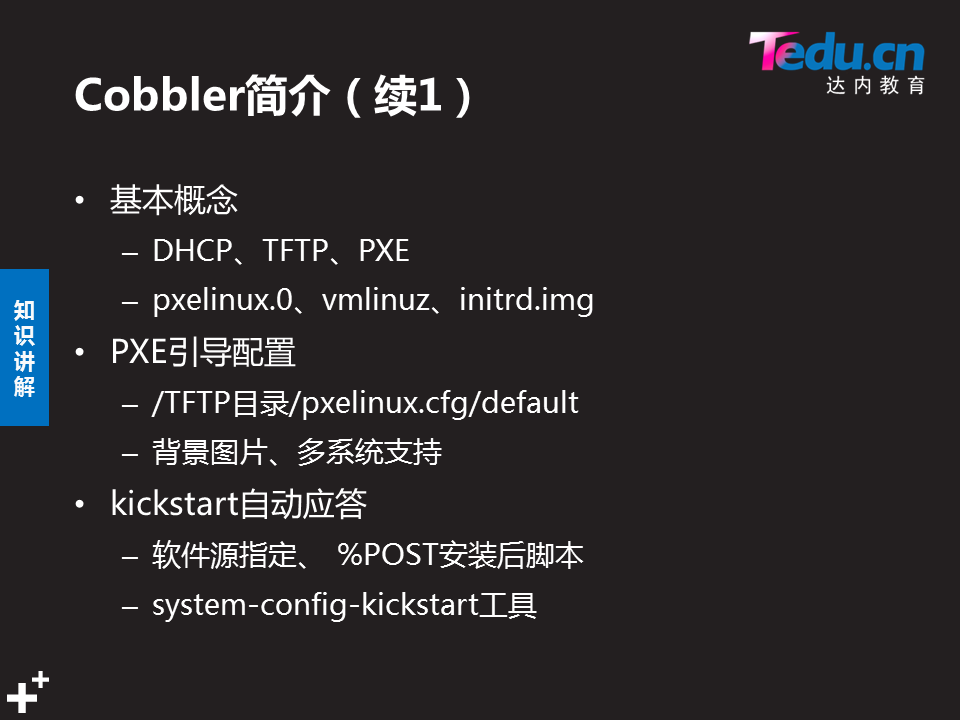 Tedu.cn
达内教育
Cobbler简介（续1）
• 基本概念
– DHCP、TFTP、PXE
– pxelinux.0、vmlinuz、initrd.img
• PXE引导配置
– /TFTP目录/pxelinux.cfg/default
– 背景图片、多系统支持
• kickstart自动应答
– 软件源指定、 %POST安装后脚本
– system-config-kickstart工具
知识讲解